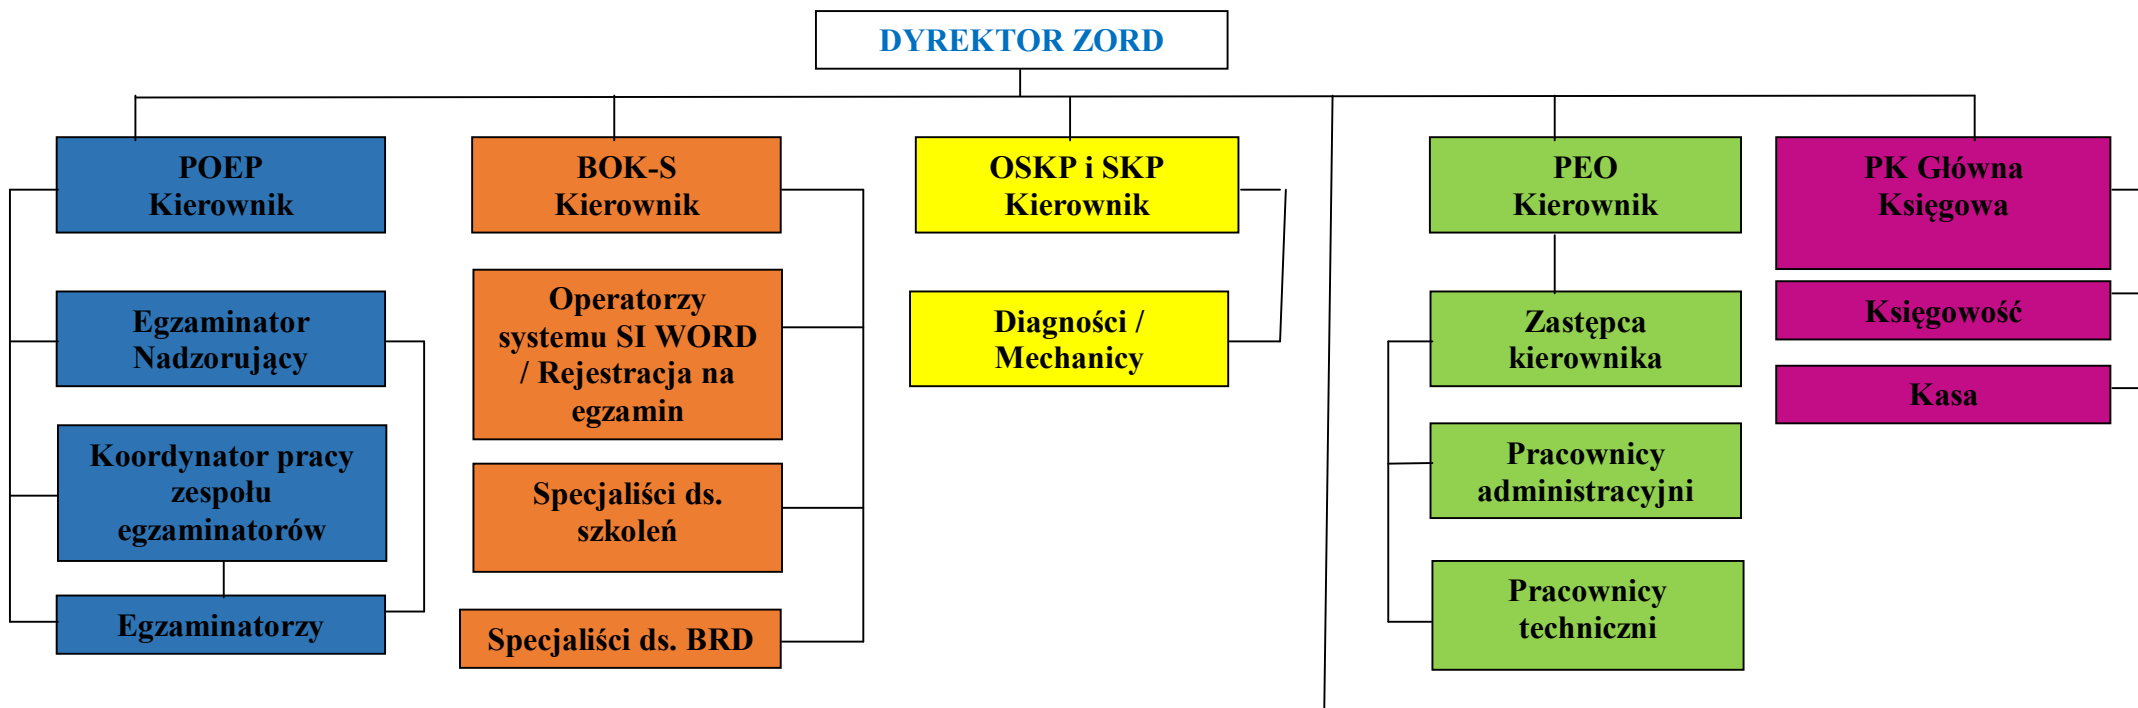 DYREKTOR ZORD
POEP
Kierownik
Egzaminator
Nadzorujący
Koordynator pracy
zespołu
egzaminatorów
Egzaminatorzy
BOK-S
Kierownik
Operatorzy
systemu SI WORD
/ Rejestracja na
egzamin
Specjaliści ds.
szkoleń
Specjaliści ds. BRD
OSKP i SKP
Kierownik
Diagności /
Mechanicy
PEO
Kierownik
Zastępca
kierownika
Pracownicy
administracyjni
Pracownicy
techniczni
PK Główna
Księgowa
Księgowość
Kasa